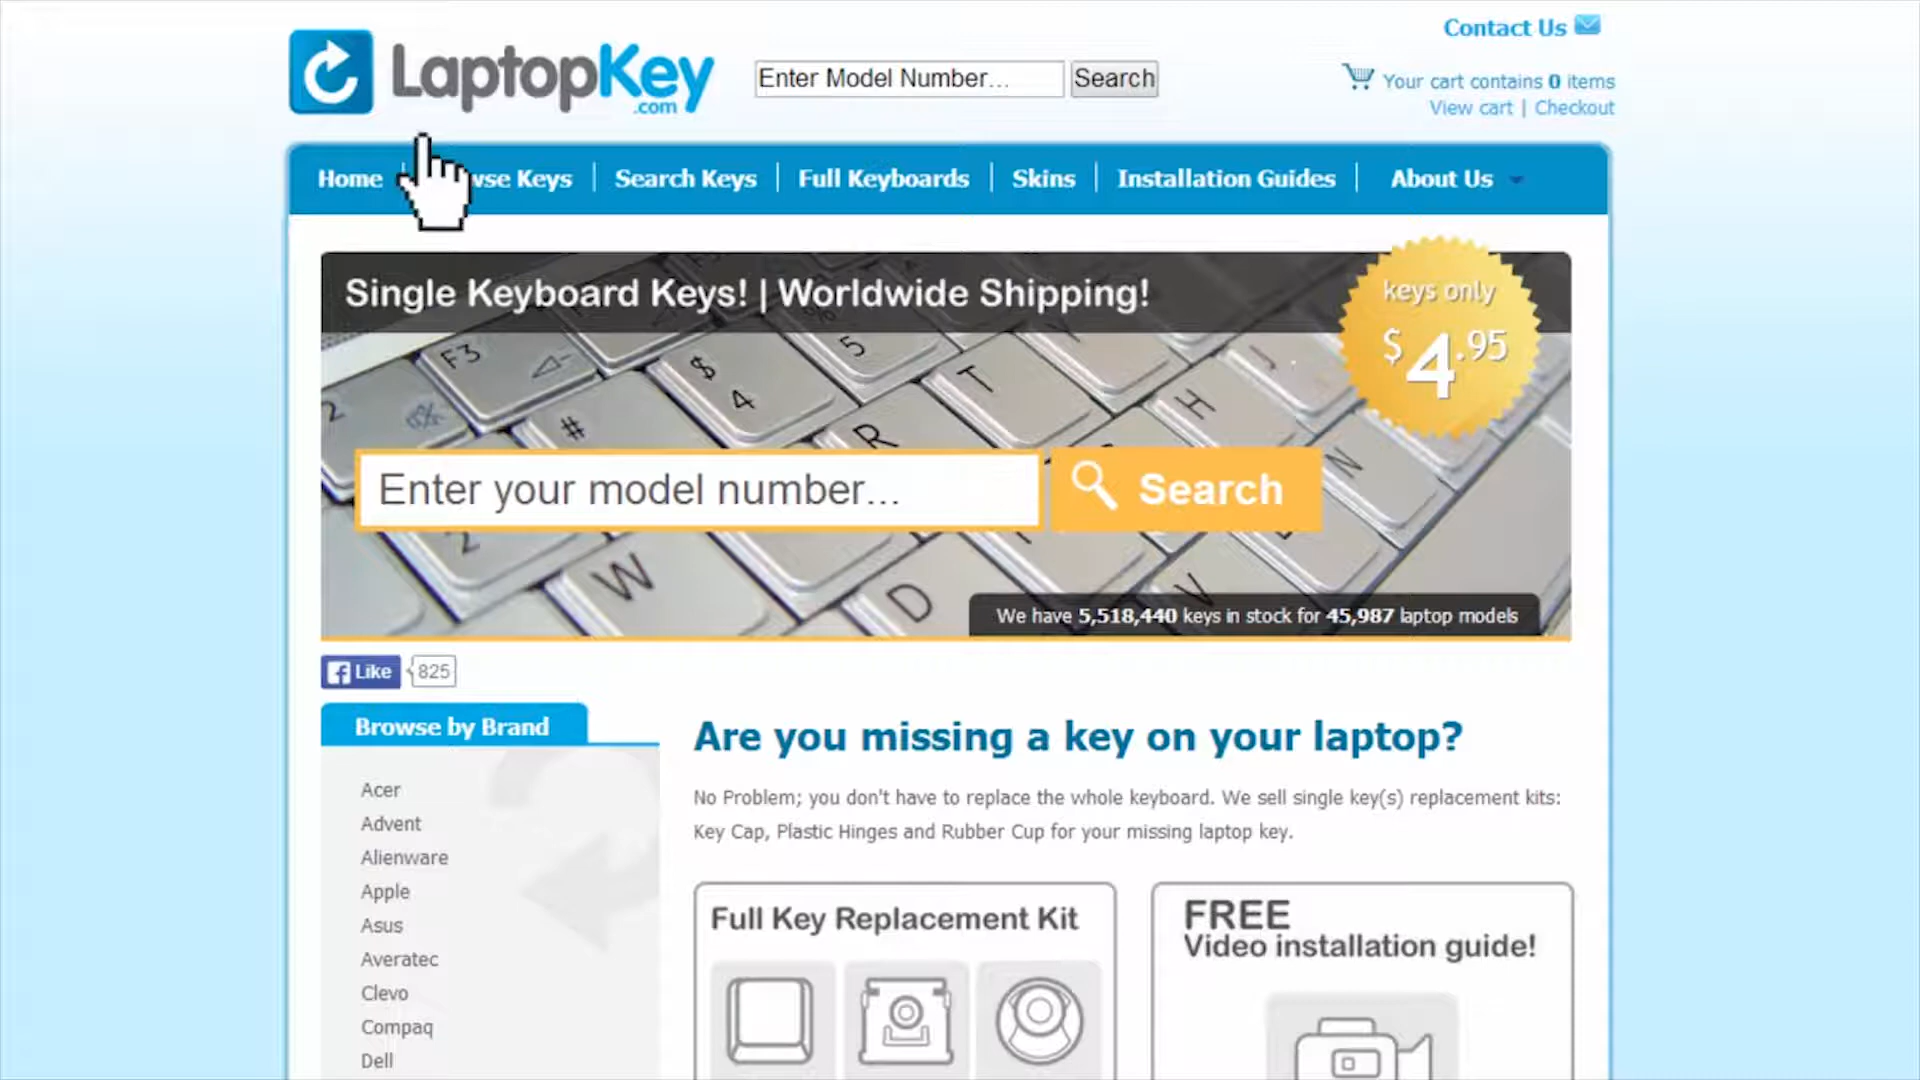 Contact Us
LaptopKey
.com
Enter Model Number...
Search
Your cart contains 0 items
View cart | Checkout
Home
Keys
Search Keys
Full Keyboards
Skins
Installation Guides
About Us
Single Keyboard Keys! | Worldwide Shipping!
keys only
$4.95
F3
$
4
5
T
H
J
2
#
R
N
Enter your model number...
Search
W
D
V
We have 5,518,440 keys in stock for 45,987 laptop models
Like
825
Browse by Brand
Are you missing a key on your laptop?
No Problem; you don't have to replace the whole keyboard. We sell single key(s) replacement kits:
Key Cap, Plastic Hinges and Rubber Cup for your missing laptop key.
Acer
Advent
Alienware
Apple
Asus
Averatec
Clevo
Compaq
Dell
Full Key Replacement Kit
FREE
Video installation guide!